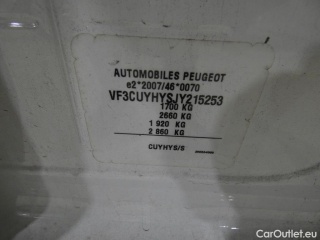 AUTOMOBILES PEUGEOT
e2*2007/46*0070
VF3CUYHYSJY215253
1700 KG
2660 KG
1 920 KG
2 860 KG
CUYHYS/S
CarOutlet.eu